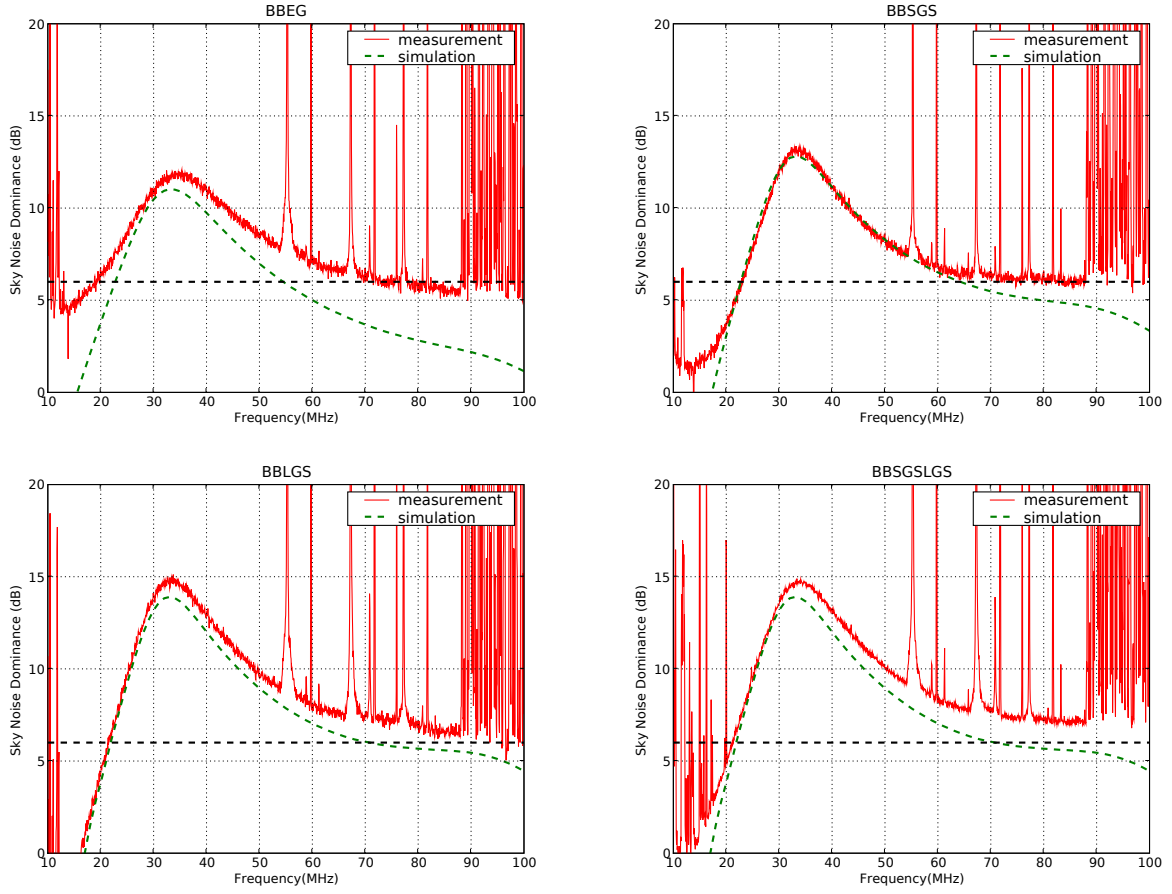 BBEG
20
15
10
5
0
Sky Noise Dominance (dB)
measurement
simulation
10 20 30 40 50 60 70 80 90 100
Frequency(MHz)
BBSGS
20
15
10
5
0
Sky Noise Dominance (dB)
measurement
simulation
10 20 30 40 50 60 70 80 90 100
Frequency(MHz)
BBLGS
20
15
10
5
0
Sky Noise Dominance (dB)
measurement
simulation
10 20 30 40 50 60 70 80 90 100
Frequency(MHz)
BBSGSLGS
20
15
10
5
0
Sky Noise Dominance (dB)
measurement
simulation
10 20 30 40 50 60 70 80 90 100
Frequency(MHz)